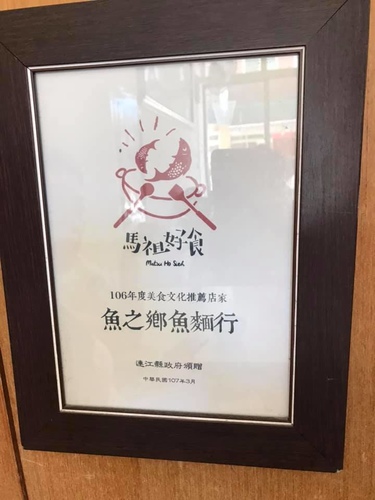 馬祖好食
Matsu Ho Sieh
106年度美食文化推薦店家
魚之鄉魚麵行
連江縣政府頒贈
中華民國107年3月